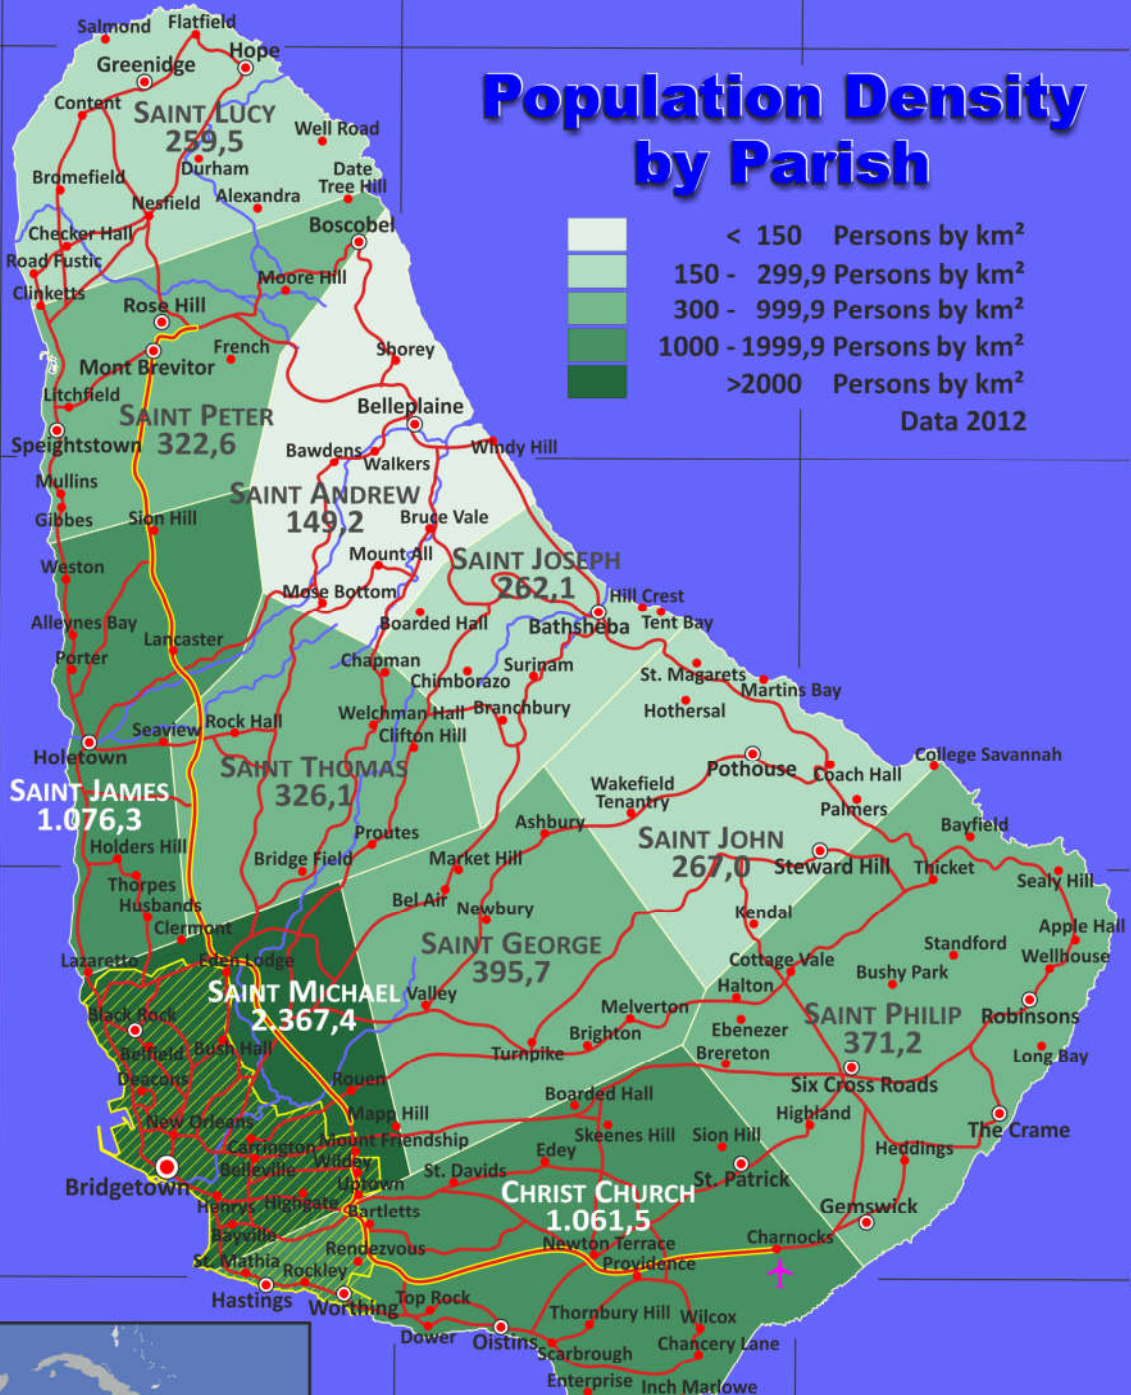 Salmond
Flatfield
Hope
Greenidge
Population Density
by Parish
Content
SAINT LUCY
259,5
Well Road
Durham
Date
Tree Hill
Bromefield
Nesfield
Alexandra
Boscobel
Checker Hall
Road Fustic
Clinketts
Moore Hill
Rose Hill
< 150 Persons by km²
150 - 299,9 Persons by km²
300 - 999,9 Persons by km²
1000 - 1999,9 Persons by km²
>2000 Persons by km²
Data 2012
French
Mont Brevitor
Shorey
Litchfield
SAINT PETER
322,6
Belleplaine
Speightstown
Bawdens
Walkers
Windy Hill
Mullins
Gibbes
Sion Hill
SAINT ANDREW
149,2
Bruce Vale
Mount All
SAINT JOSEPH
262,1
Weston
Mose Bottom
Hill Crest
Alleynes Bay
Boarded Hall
Bathsheba
Tent Bay
Lancaster
Porter
Chapman
Chimborazo
Surinam
St. Magarets
Martins Bay
Hothersal
Seaview
Rock Hall
Welchman Hall
Clifton Hill
Branchbury
Holetown
SAINT THOMAS
326,1
Pothouse
College Savannah
Coach Hall
SAINT JAMES
1.076,3
Wakefield
Tenantry
Palmers
Ashbury
Bayfield
Holders Hill
Proutes
SAINT JOHN
267,0
Bridge Field
Market Hill
Steward Hill
Thicket
Sealy Hill
Thorpes
Husbands
Bel Air
Newbury
Kendal
Clermont
Apple Hall
SAINT GEORGE
395,7
Standford
Lazaretto
Eden Lodge
Cottage Vale
Wellhouse
Bushy Park
SAINT MICHAEL
2.367,4
Valley
Halton
Melverton
SAINT PHILIP
371,2
Robinsons
Black Rock
Ebenezer
Brighton
Belfield
Bush Hall
Turnpike
Brereton
Long Bay
Deacons
Rouen
Six Cross Roads
Boarded Hall
Mapp Hill
Highland
New Orleans
Skeenes Hill
Sion Hill
The Crame
Carrington
Mount Friendship
Edey
Heddings
Belleville
Wildey
St. Davids
St. Patrick
Bridgetown
Uptown
CHRIST CHURCH
1.061,5
Henrys
Highgate
Bartletts
Gemswick
Bayville
Charnocks
Rendezvous
Newton Terrace
Providence
St. Mathia
Rockley
Hastings
Worthing
Top Rock
Thornbury Hill
Wilcox
Dower
Oistins
Scarbrough
Chancery Lane
Enterprise
Inch Marlowe